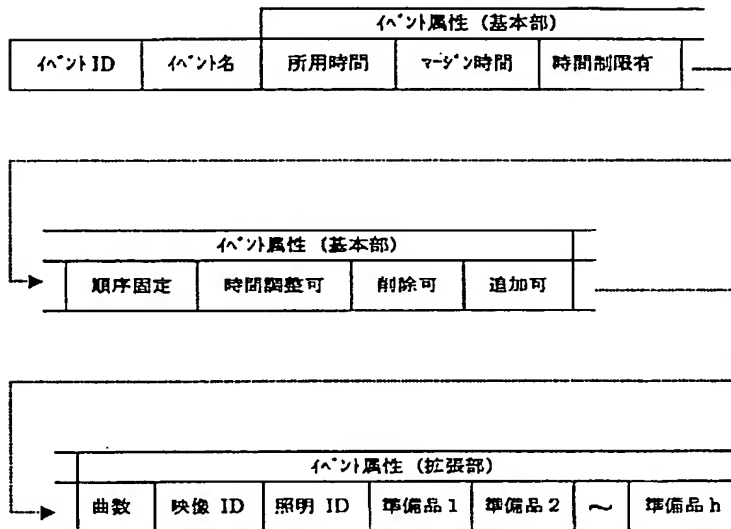 イベント属性（基本部）
イベントID イベント名 所用時間 マージン時間 時間制限有
イベント属性（基本部）
順序固定 時間調整可 削除可 追加可
イベント属性（拡張部）
曲数 映像 ID 照明 ID 準備品1 準備品2 ～ 準備品h